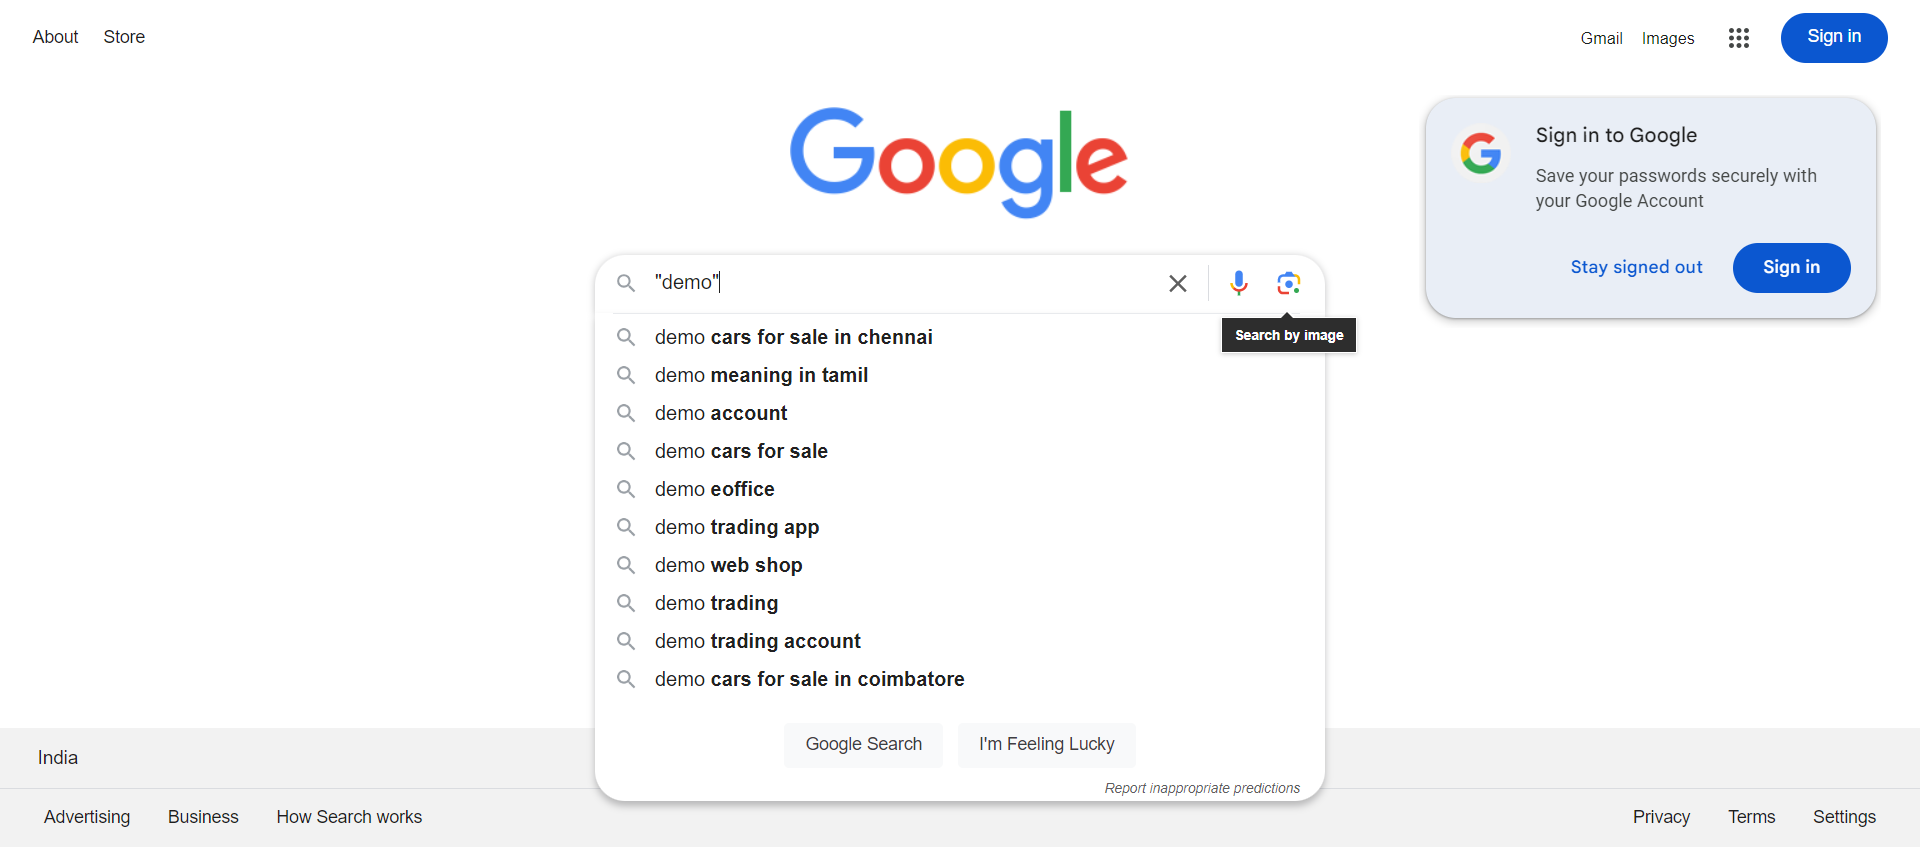 About Store
Gmail Images
Sign in
Google
Sign in to Google
Save your passwords securely with
your Google Account
Stay signed out
Sign in
"demo"
Search by image
demo cars for sale in chennai
demo meaning in tamil
demo account
demo cars for sale
demo eoffice
demo trading app
demo web shop
demo trading
demo trading account
demo cars for sale in coimbatore
Google Search
I'm Feeling Lucky
Report inappropriate predictions
India
Advertising Business How Search works
Privacy Terms Settings